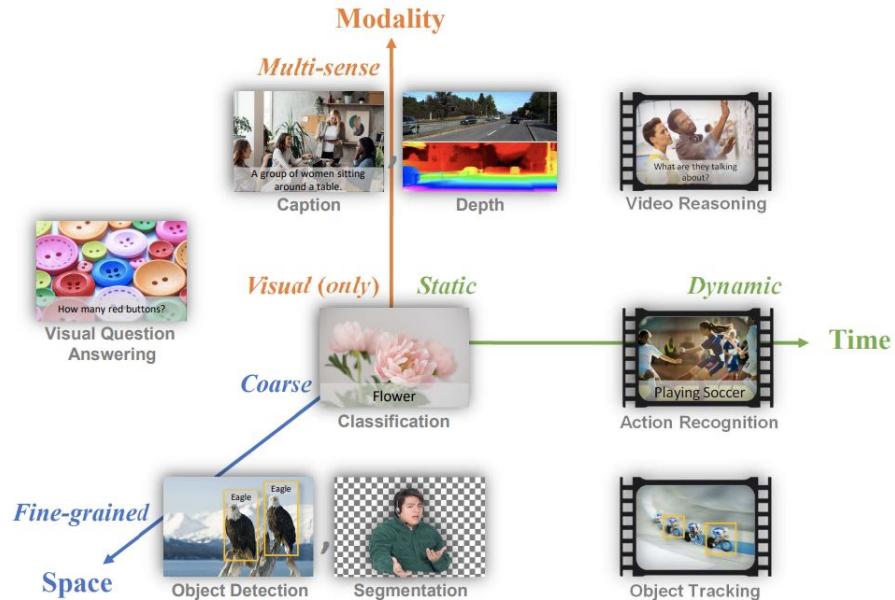 Modality
Multi-sense
A group of women sitting
around a table.
Caption
Depth
What are they talking
about?
Video Reasoning
How many red buttons?
Visual Question
Answering
Visual (only)
Static
Dynamic
Time
Flower
Classification
Playing Soccer
Action Recognition
Coarse
Fine-grained
Space
Eagle
Eagle
Object Detection
,
Segmentation
Object Tracking